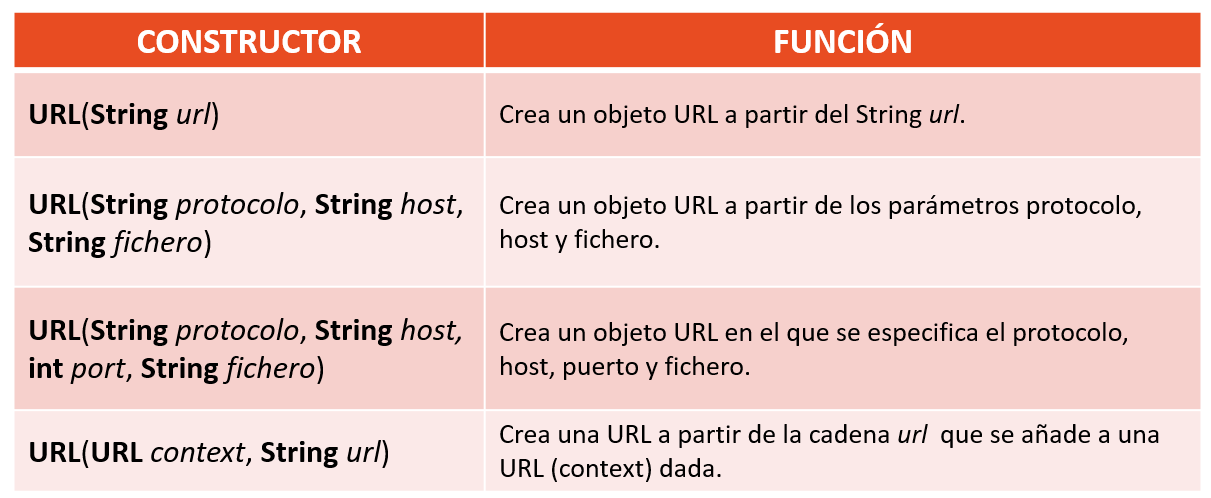 CONSTRUCTOR
FUNCIÓN
URL(String url)
Crea un objeto URL a partir del String url.
URL(String protocolo, String host,
String fichero)
Crea un objeto URL a partir de los parámetros protocolo,
host y fichero.
URL(String protocolo, String host,
int port, String fichero)
Crea un objeto URL en el que se especifica el protocolo,
host, puerto y fichero.
URL(URL context, String url)
Crea una URL a partir de la cadena url que se añade a una
URL (context) dada.